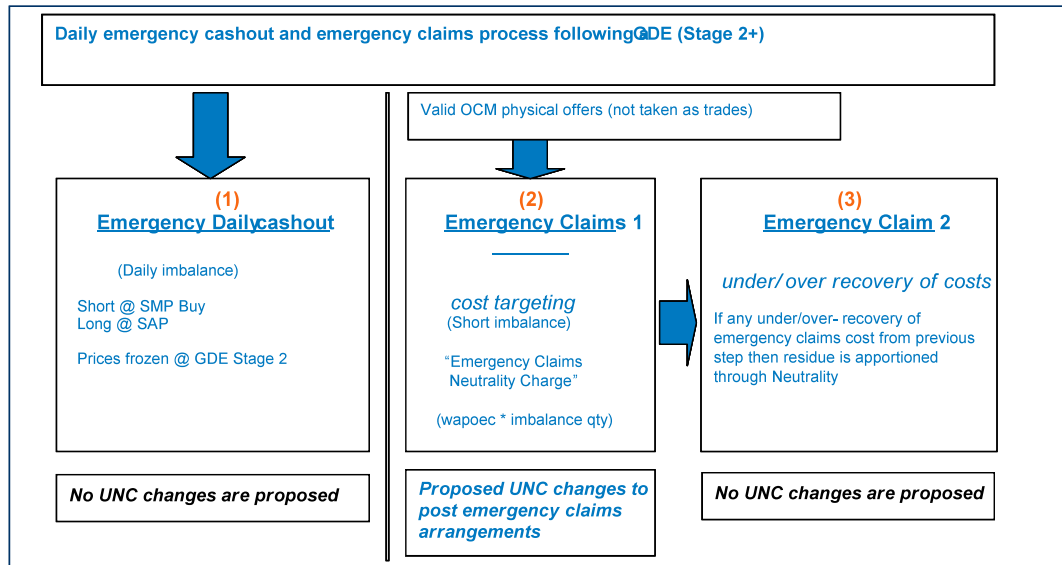 Daily emergency cashout and emergency claims process following a GDE (Stage 2+)
Valid OCM physical offers (not taken as trades)
(1)
Emergency Daily cashout
(Daily imbalance)
Short @ SMP Buy
Long @ SAP
Prices frozen @ GDE Stage 2
No UNC changes are proposed
(2)
Emergency Claims 1
cost targeting
(Short imbalance)
“Emergency Claims
Neutrality Charge”
(wapoec * imbalance qty)
Proposed UNC changes to
post emergency claims
arrangements
(3)
Emergency Claim 2
under/over recovery of costs
If any under/over- recovery of
emergency claims cost from previous
step then residue is apportioned
through Neutrality
No UNC changes are proposed